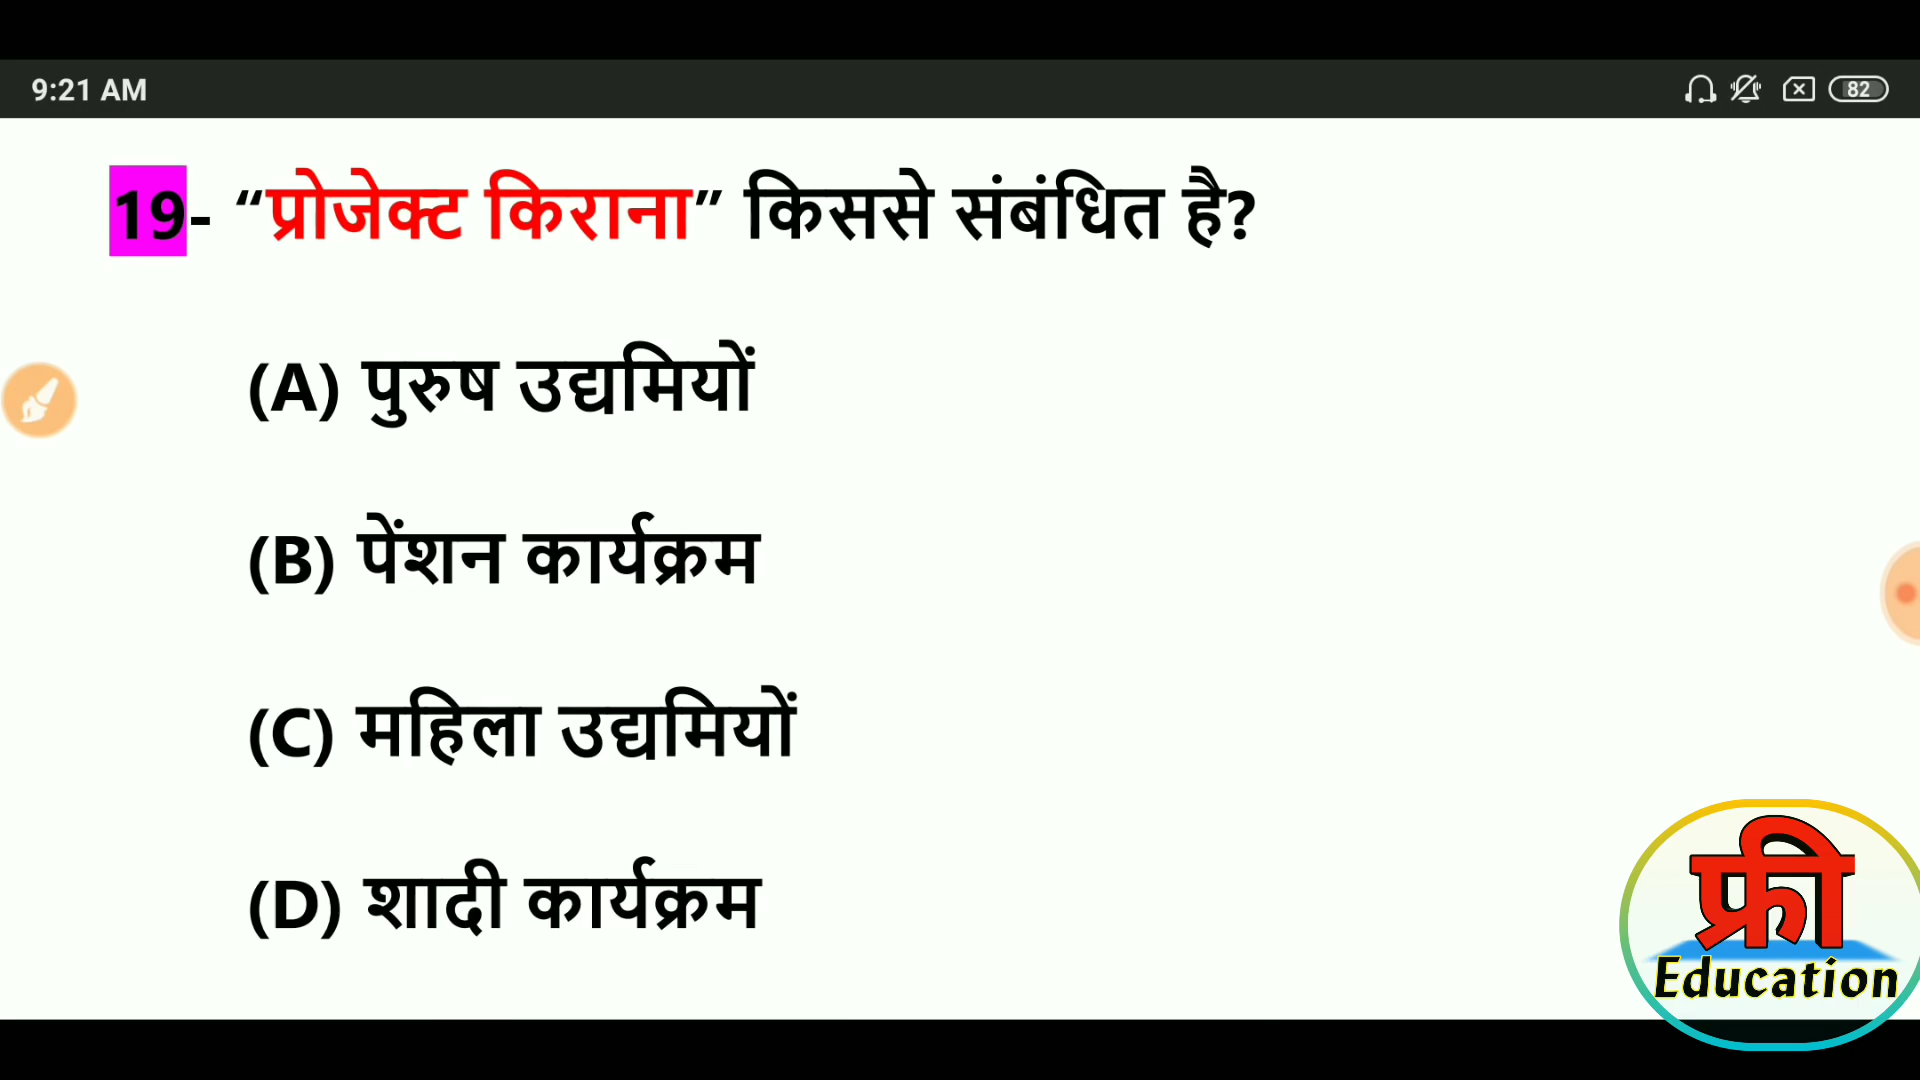 9:21 AM
82
19- “प्रोजेक्ट किराना” किससे संबंधित है?
(A) पुरुष उद्यमियों
(B) पेंशन कार्यक्रम
(C) महिला उद्यमियों
(D) शादी कार्यक्रम
फ्री
Education